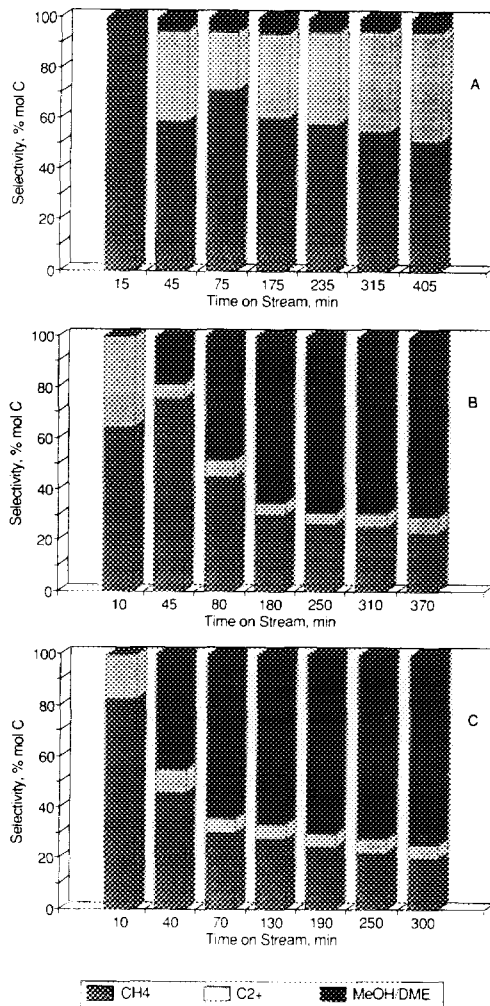 100
80
60
40
20
0
Selectivity, % mol C
A
15 45 75 175 235 315 405
Time on Stream, min
100
80
60
40
20
0
Selectivity, % mol C
B
10 45 80 180 250 310 370
Time on Stream, min
100
80
60
40
20
0
Selectivity, % mol C
C
10 40 70 130 190 250 300
Time on Stream, min
CH4 C2+ MeOH/DME